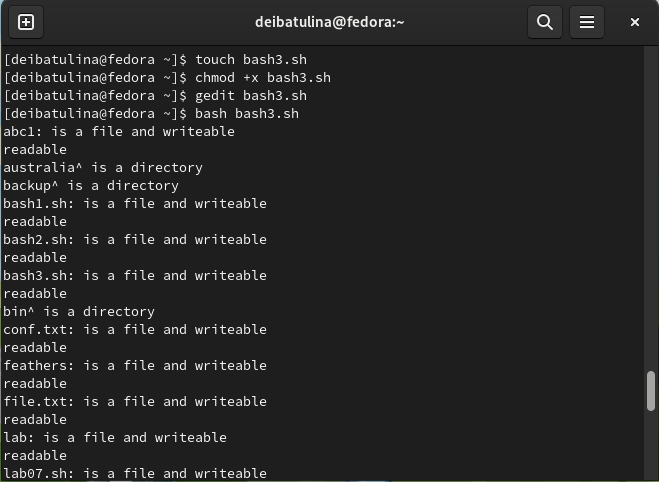 deibatulina@fedora:~
[deibatulina@fedora ~]$ touch bash3.sh
[deibatulina@fedora ~]$ chmod +x bash3.sh
[deibatulina@fedora ~]$ gedit bash3.sh
[deibatulina@fedora ~]$ bash bash3.sh
abc1: is a file and writeable
readable
australia^ is a directory
backup^ is a directory
bash1.sh: is a file and writeable
readable
bash2.sh: is a file and writeable
readable
bash3.sh: is a file and writeable
readable
bin^ is a directory
conf.txt: is a file and writeable
readable
feathers: is a file and writeable
readable
file.txt: is a file and writeable
readable
lab: is a file and writeable
readable
lab07.sh: is a file and writeable